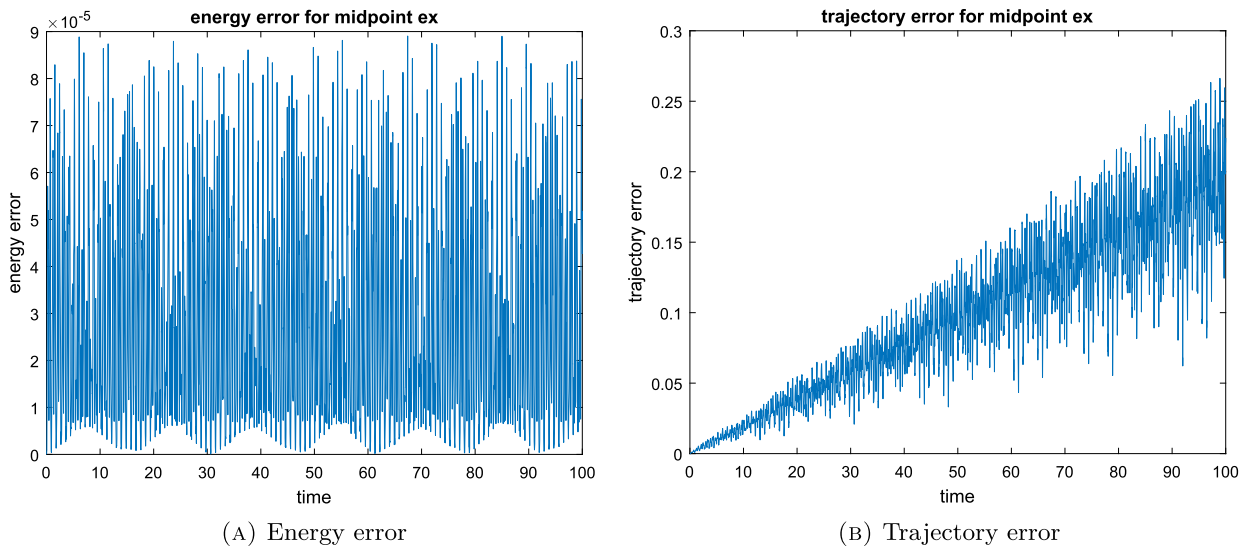 energy error for midpoint ex
×10⁻⁵
9
8
7
6
5
4
3
2
1
0
energy error
0 10 20 30 40 50 60 70 80 90 100
time
(A) Energy error
trajectory error for midpoint ex
0.3
0.25
0.2
0.15
0.1
0.05
0
trajectory error
0 10 20 30 40 50 60 70 80 90 100
time
(B) Trajectory error